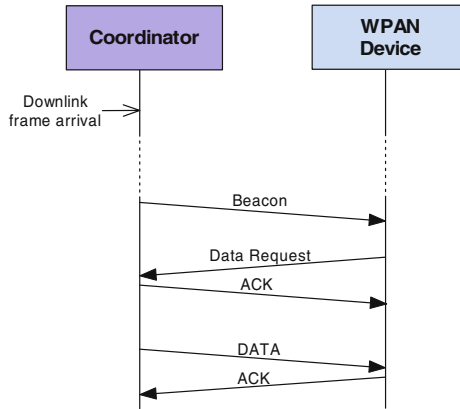 Coordinator
WPAN
Device
Downlink
frame arrival
Beacon
Data Request
ACK
DATA
ACK